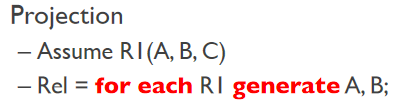 Projection
– Assume R1(A, B, C)
– Rel = for each R1 generate A, B;